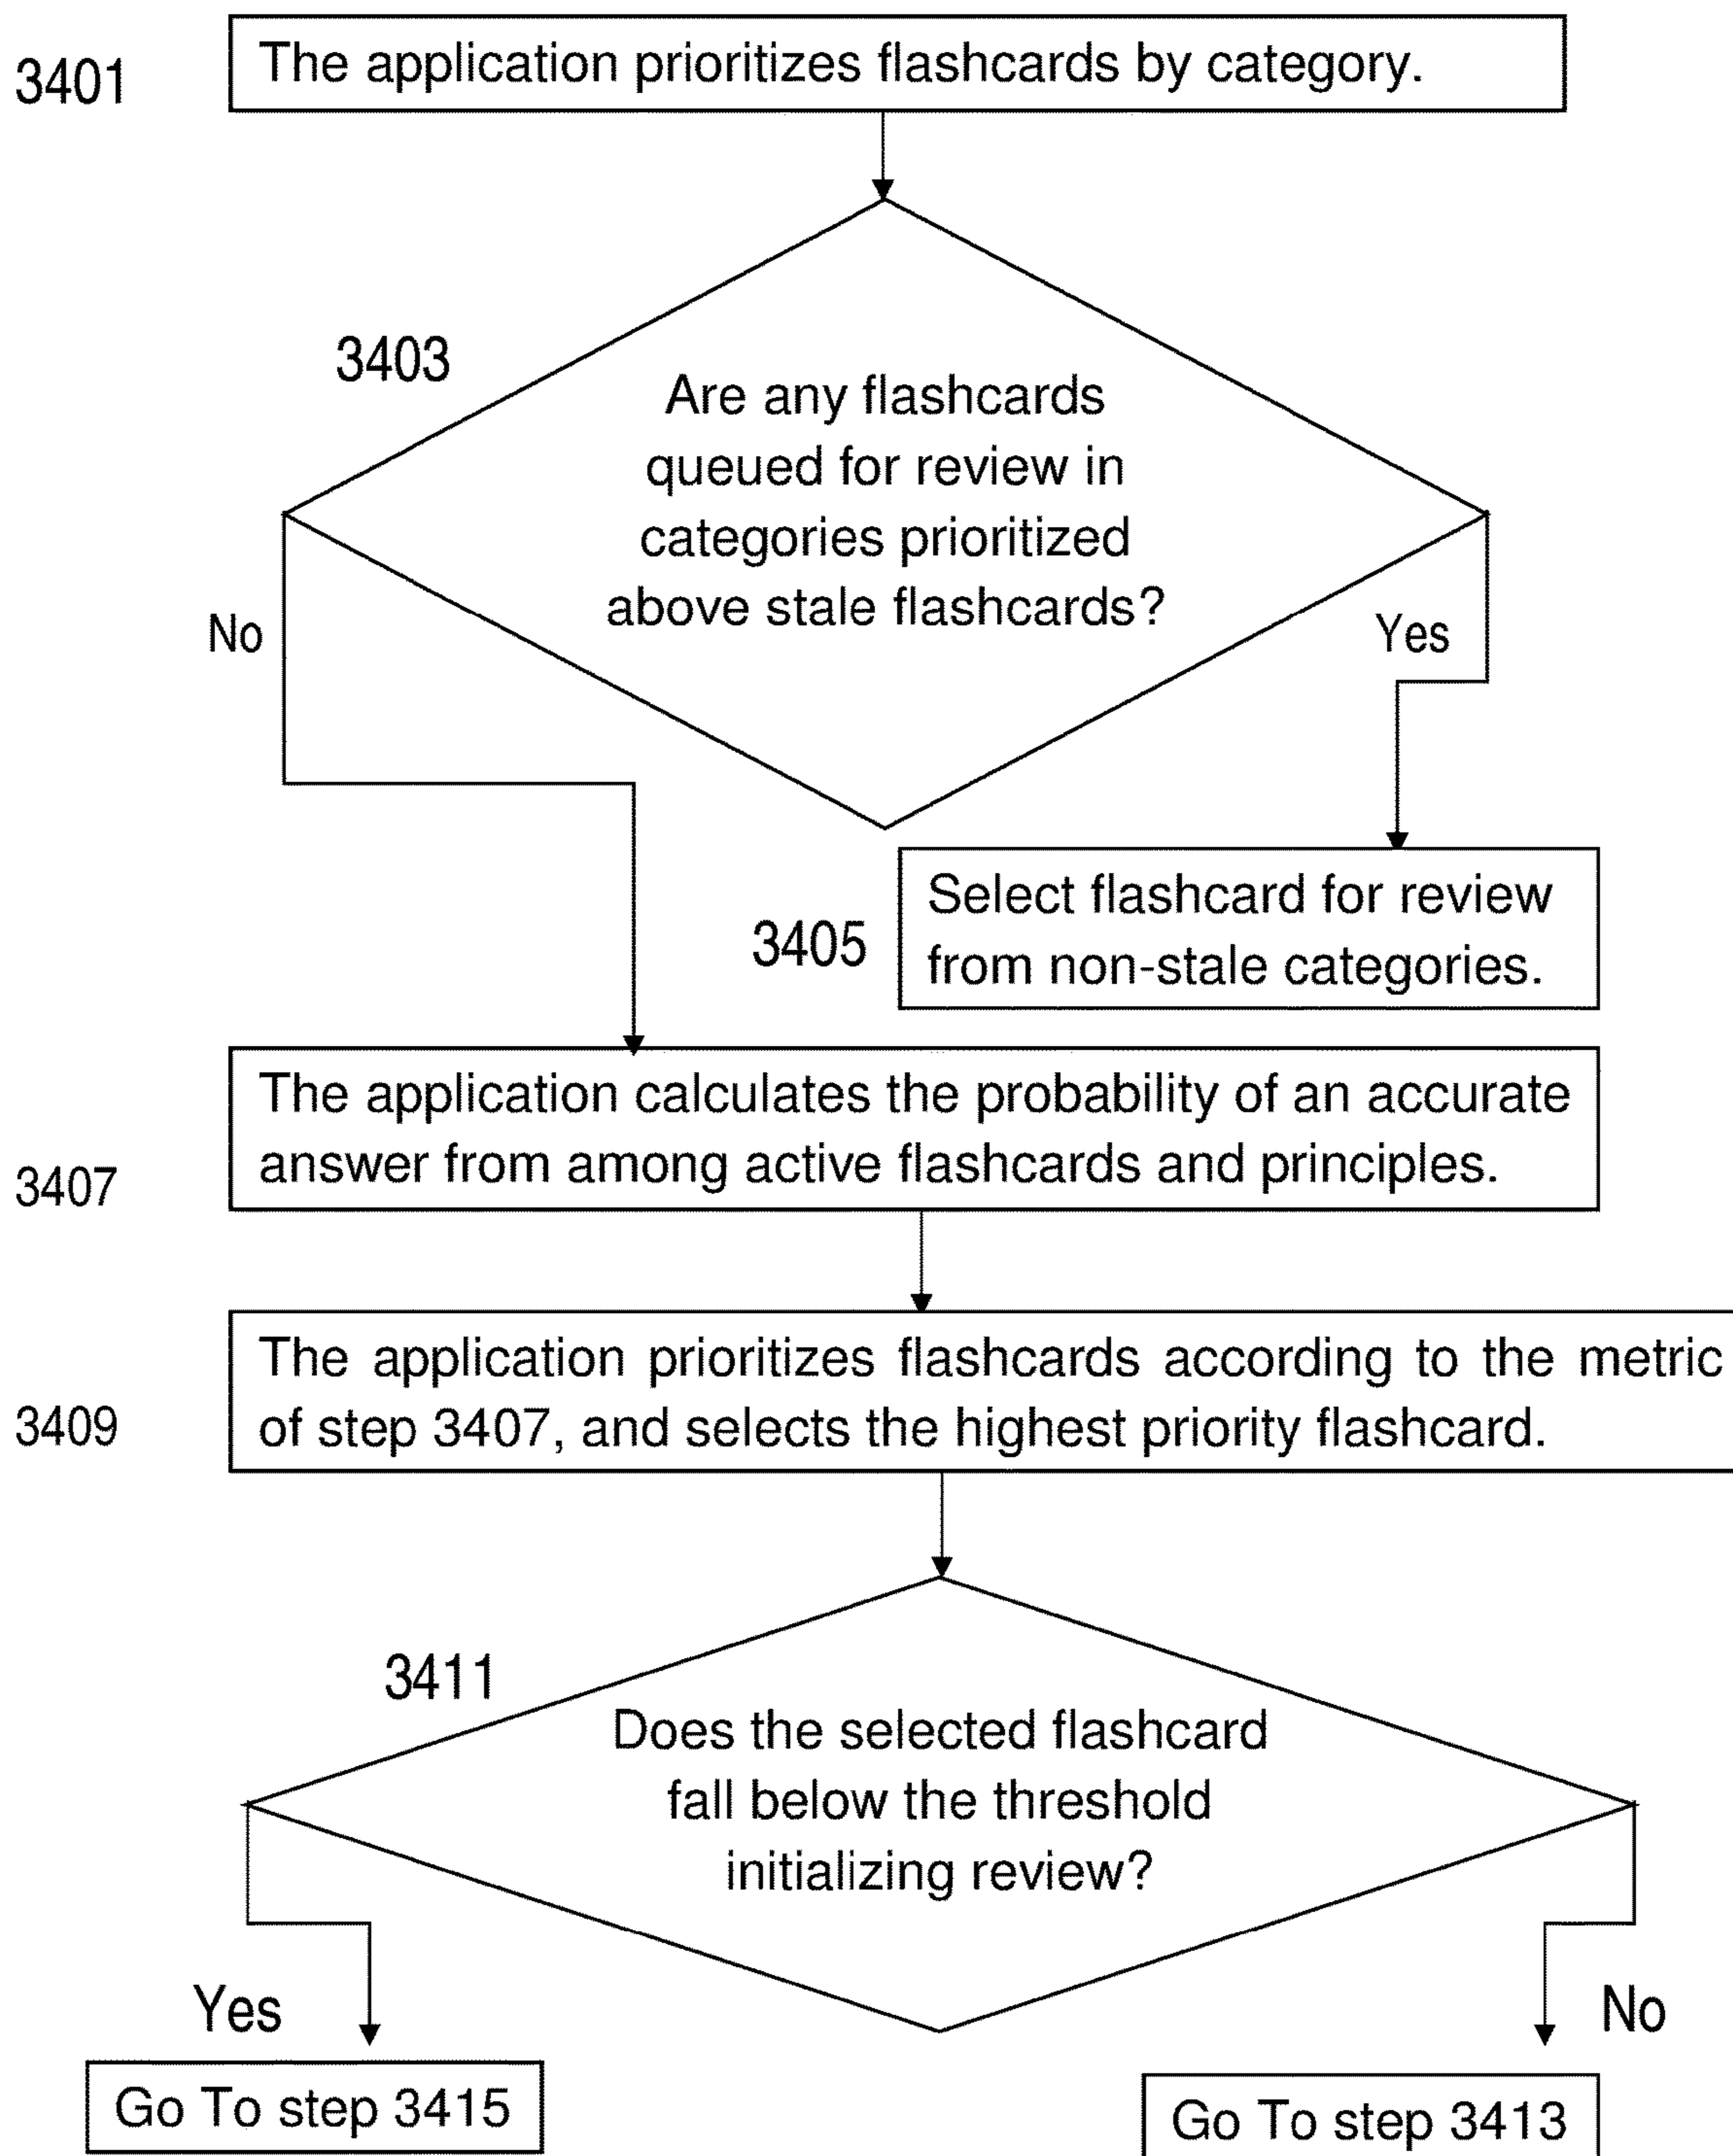 3401
The application prioritizes flashcards by category.
3403
Are any flashcards
queued for review in
categories prioritized
above stale flashcards?
No
Yes
3405
Select flashcard for review
from non-stale categories.
3407
The application calculates the probability of an accurate
answer from among active flashcards and principles.
3409
The application prioritizes flashcards according to the metric
of step 3407, and selects the highest priority flashcard.
3411
Does the selected flashcard
fall below the threshold
initializing review?
Yes
No
Go To step 3415
Go To step 3413